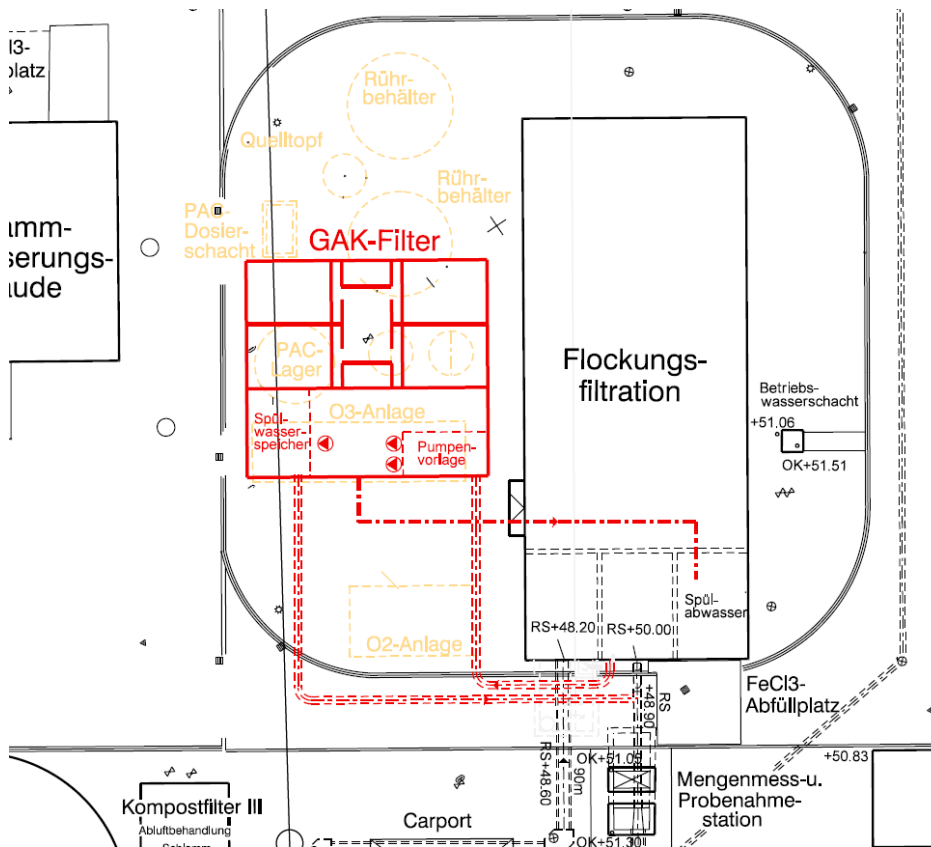 l3-
platz
Rühr-
behälter
Quelltopf
Rühr-
behälter
PAC-
Dosier-
schacht
GAK-Filter
amm-
serungs-
ude
PAC-
Lager
Flockungs-
filtration
O3-Anlage
Spül-
wasser-
speicher
Pumpen-
vorlage
Betriebs-
wasserschacht
+51.06
OK+51.51
Spül-
abwasser
RS+48.20
RS+50.00
O2-Anlage
RS
+48.90
FeCl3-
Abfüllplatz
OK+51.05
RS+48.60
90m
+50.83
Mengenmess-u.
Probenahme-
station
Kompostfilter III
Abluftbehandlung
Schlamm
Carport
OK+51.30